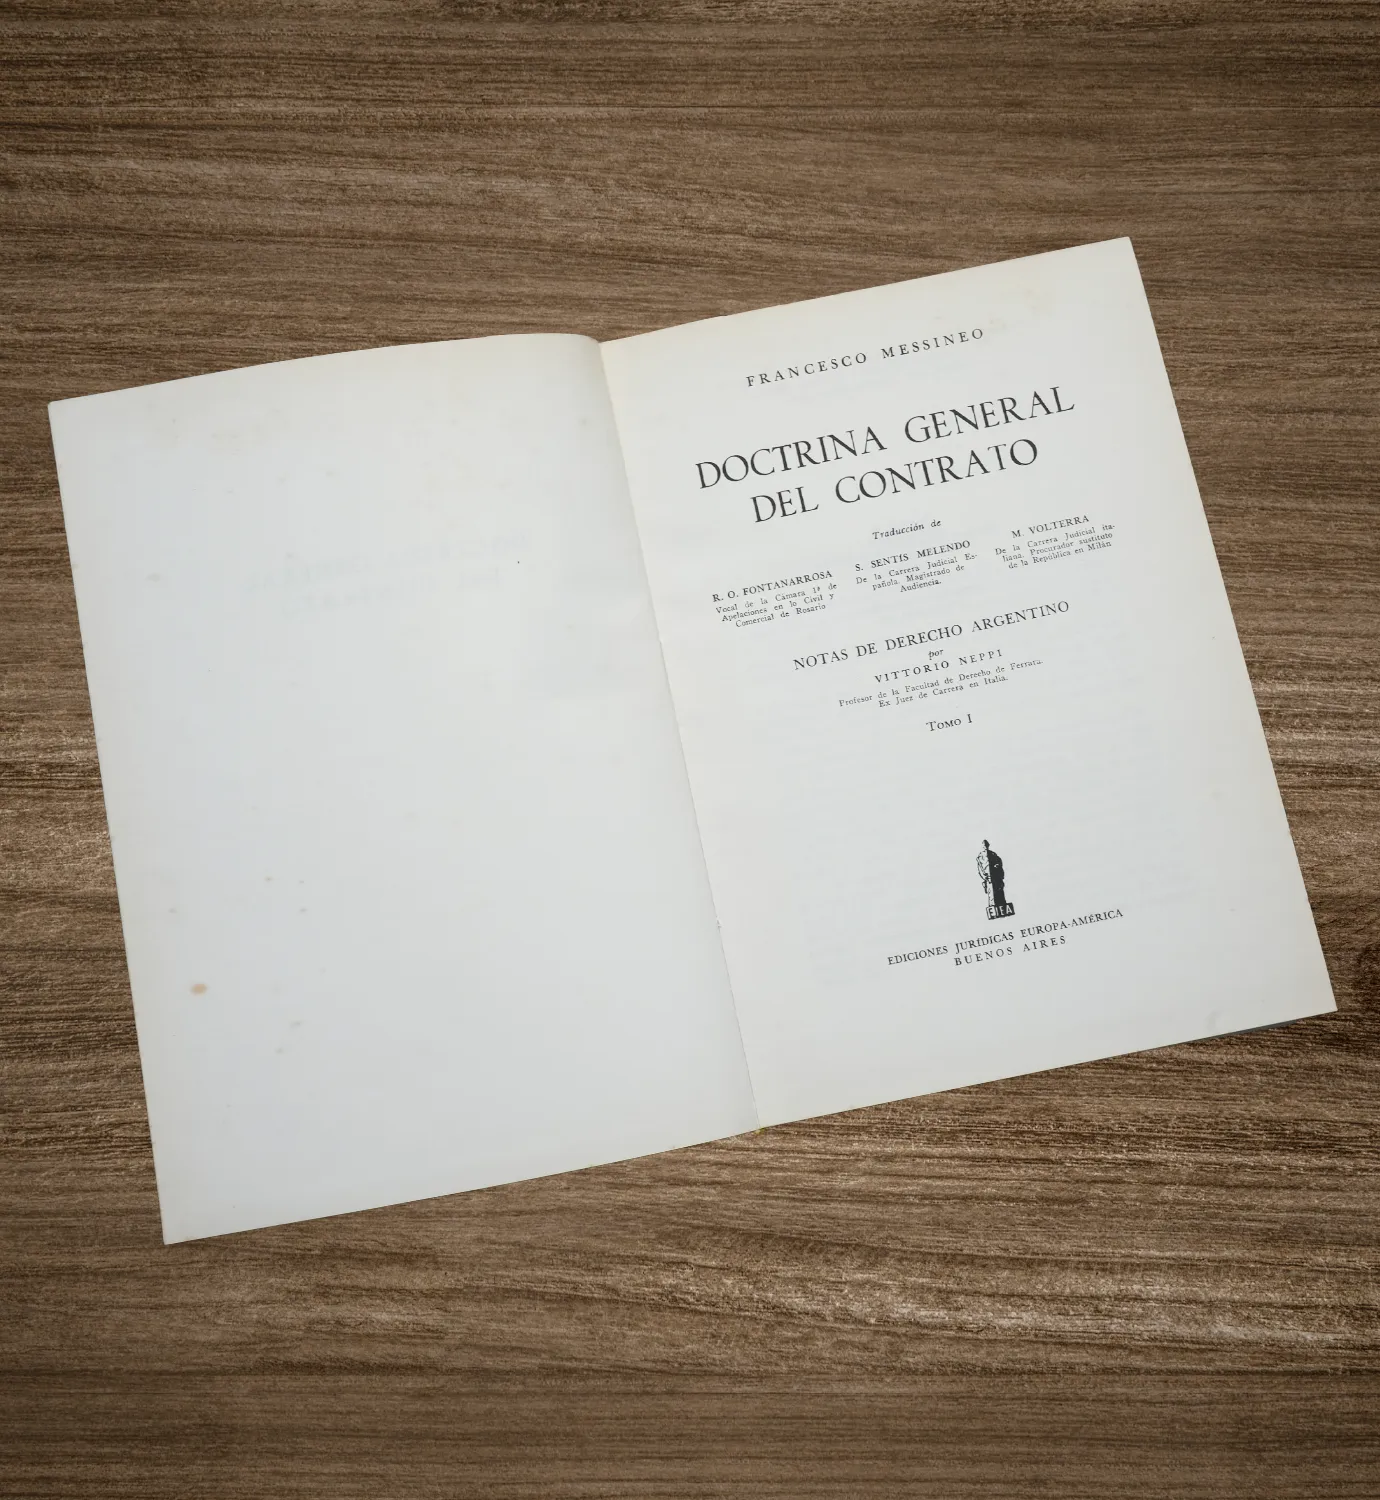 FRANCESCO MESSINEO
DOCTRINA GENERAL
DEL CONTRATO
Traducción de
R. O. FONTANARROSA
Vocal de la Cámara 1ª de
Apelaciones en lo Civil y
Comercial de Rosario
S. SENTÍS MELENDO
De la Carrera Judicial Es-
pañola. Magistrado de
Audiencia.
M. VOLTERRA
De la Carrera Judicial ita-
liana. Procurador sustituto
de la República en Milán
NOTAS DE DERECHO ARGENTINO
por
VITTORIO NEPPI
Profesor de la Facultad de Derecho de Ferrara.
Ex Juez de Carrera en Italia.
TOMO I
EJEA
EDICIONES JURÍDICAS EUROPA-AMÉRICA
BUENOS AIRES